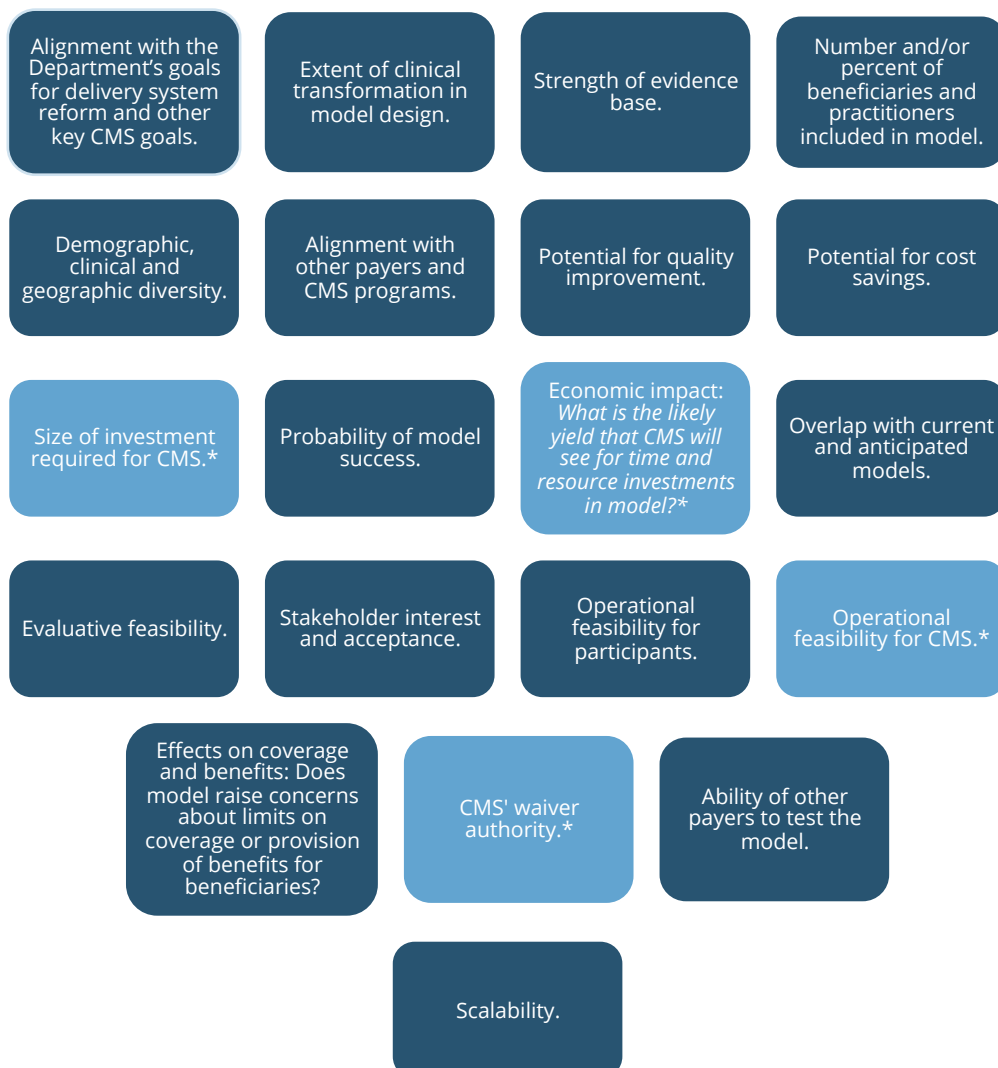 Alignment with the
Department's goals
for delivery system
reform and other
key CMS goals.
Extent of clinical
transformation in
model design.
Strength of evidence
base.
Number and/or
percent of
beneficiaries and
practitioners
included in model.
Demographic,
clinical and
geographic diversity.
Alignment with
other payers and
CMS programs.
Potential for quality
improvement.
Potential for cost
savings.
Size of investment
required for CMS.*
Probability of model
success.
Economic impact:
What is the likely
yield that CMS will
see for time and
resource investments
in model?*
Overlap with current
and anticipated
models.
Evaluative feasibility.
Stakeholder interest
and acceptance.
Operational
feasibility for
participants.
Operational
feasibility for CMS.*
Effects on coverage
and benefits: Does
model raise concerns
about limits on
coverage or provision
of benefits for
beneficiaries?
CMS' waiver
authority.*
Ability of other
payers to test the
model.
Scalability.